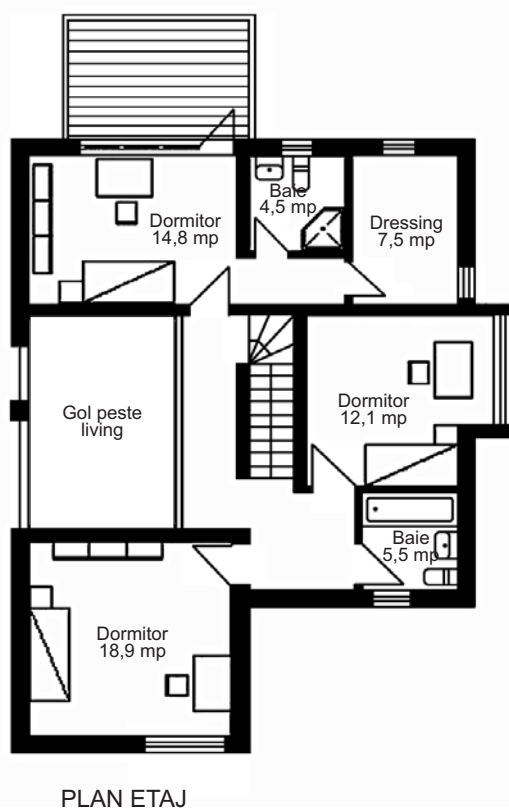 Baie
4,5 mp
Dormitor
14,8 mp
Dressing
7,5 mp
Gol peste
living
Dormitor
12,1 mp
Baie
5,5 mp
Dormitor
18,9 mp
PLAN ETAJ